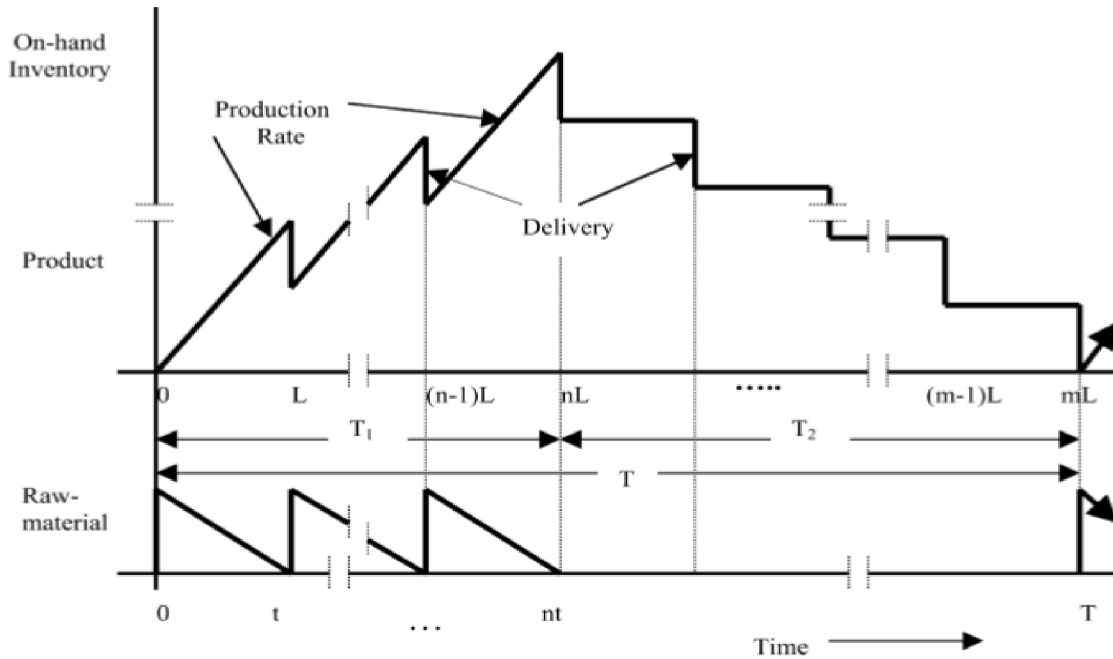 On-hand
Inventory
Production
Rate
Delivery
Product
0 L (n-1)L nL ..... (m-1)L mL
T₁ T₂
T
Raw-
material
0 t ... nt T
Time